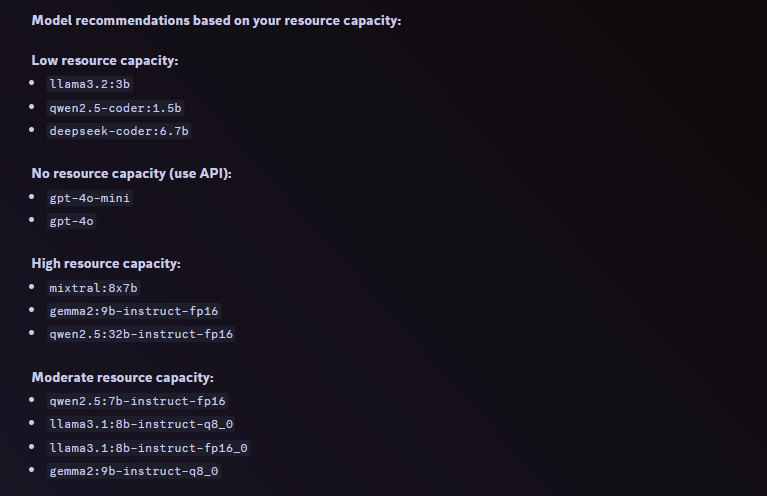 Model recommendations based on your resource capacity:
Low resource capacity:
llama3.2:3b
qwen2.5-coder:1.5b
deepseek-coder:6.7b
No resource capacity (use API):
gpt-4o-mini
gpt-4o
High resource capacity:
mixtral:8x7b
gemma2:9b-instruct-fp16
qwen2.5:32b-instruct-fp16
Moderate resource capacity:
qwen2.5:7b-instruct-fp16
llama3.1:8b-instruct-q8_0
llama3.1:8b-instruct-fp16_0
gemma2:9b-instruct-q8_0